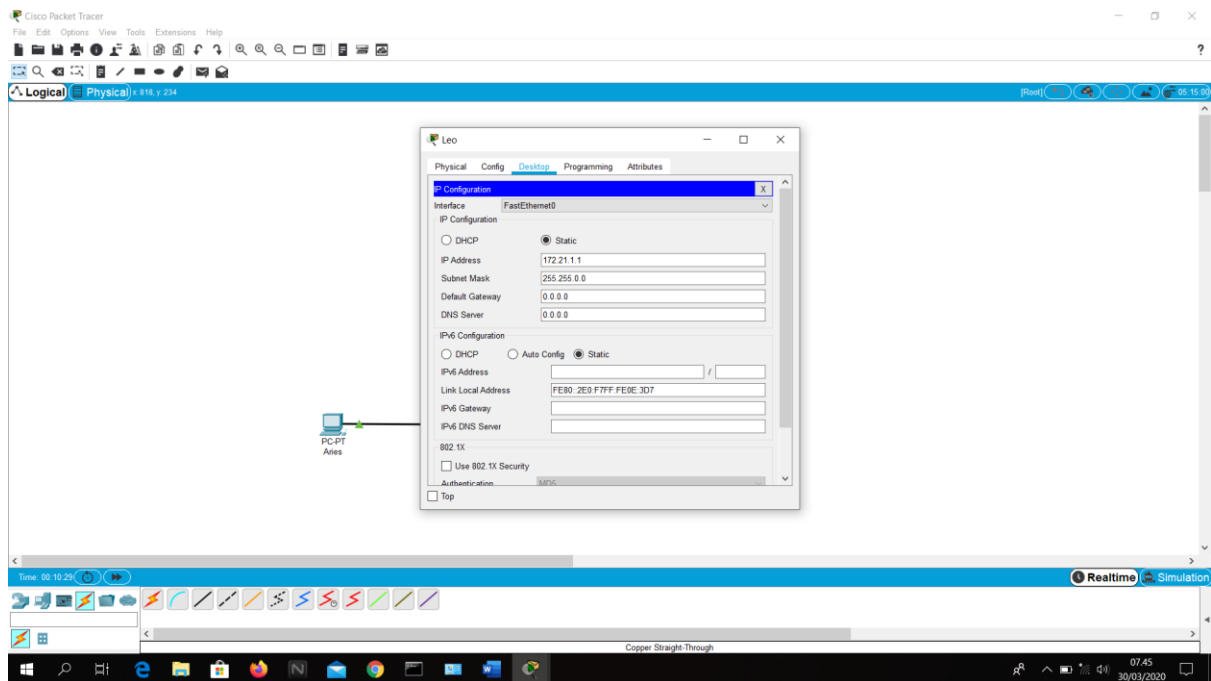 Cisco Packet Tracer
File Edit Options View Tools Extensions Help
?
Logical Physical x: 818, y: 234 [Root] 05:15:00
Leo
Physical Config Desktop Programming Attributes
IP Configuration X
Interface FastEthernet0
IP Configuration
DHCP Static
IP Address 172.21.1.1
Subnet Mask 255.255.0.0
Default Gateway 0.0.0.0
DNS Server 0.0.0.0
IPv6 Configuration
DHCP Auto Config Static
IPv6 Address /
Link Local Address FE80::2E0:F7FF:FE0E:3D7
IPv6 Gateway
IPv6 DNS Server
802.1X
Use 802.1X Security
Authentication MD5
Top
PC-PT
Aries
Time: 00:10:29 Realtime Simulation
Copper Straight-Through
07.45
30/03/2020